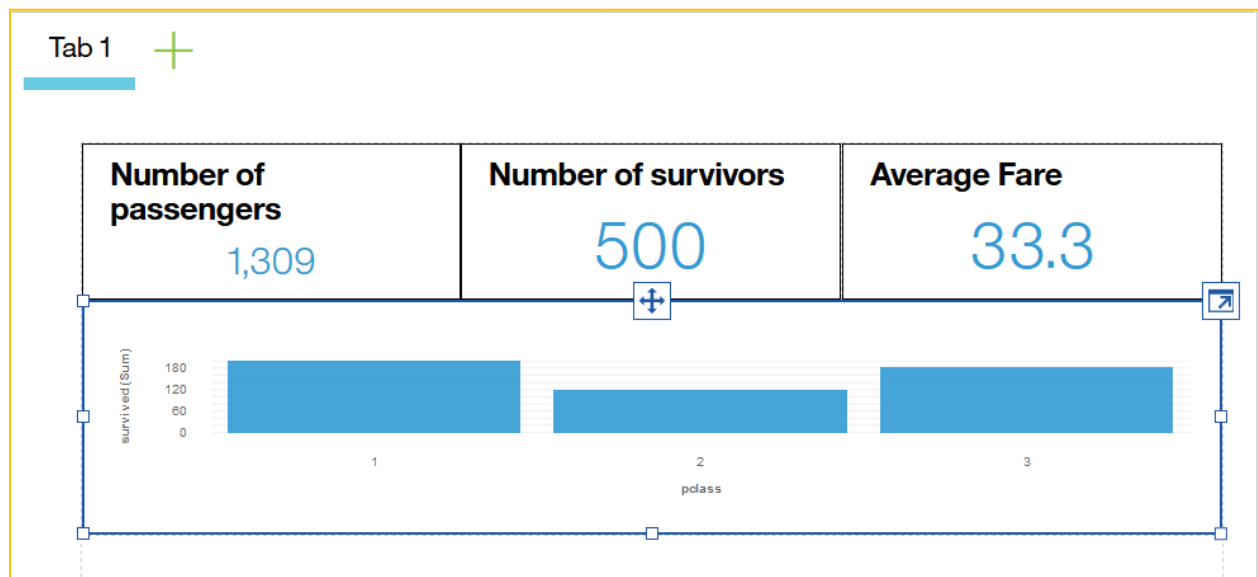 Tab 1
Number of
passengers
1,309
Number of survivors
500
Average Fare
33.3
survived (Sum)
180
120
60
0
1 2 3
pclass